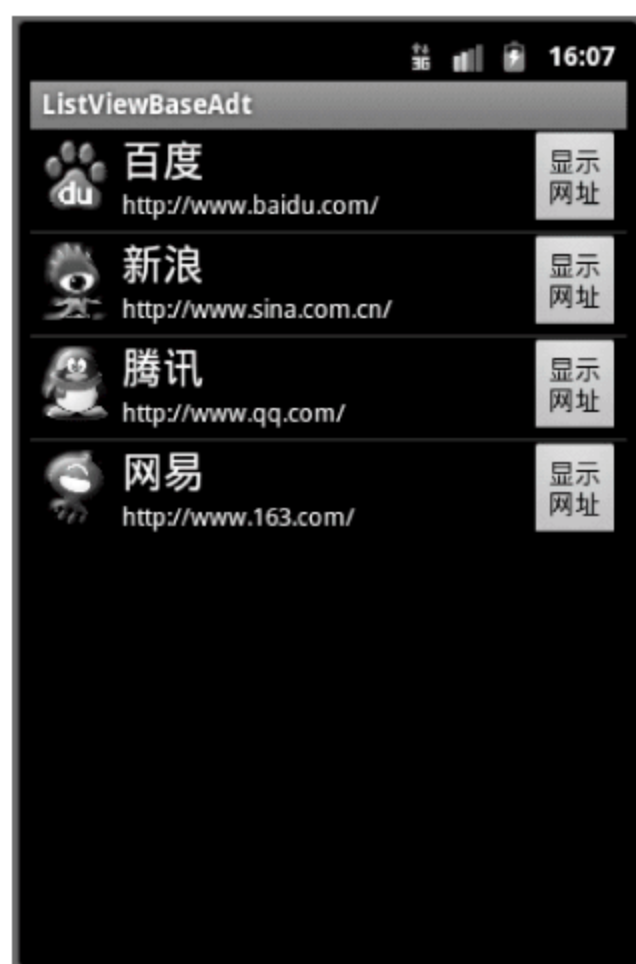 3G 16:07
ListViewBaseAdt
du
百度
http://www.baidu.com/
显示
网址
新浪
http://www.sina.com.cn/
显示
网址
腾讯
http://www.qq.com/
显示
网址
网易
http://www.163.com/
显示
网址